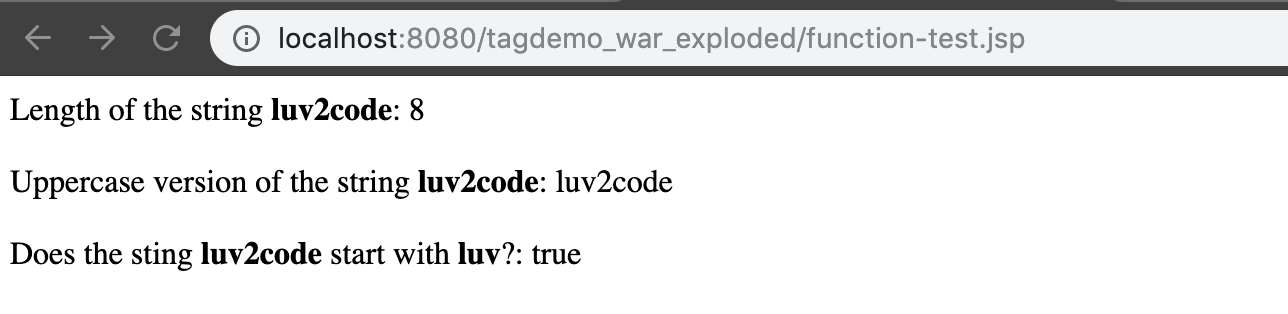 localhost:8080/tagdemo_war_exploded/function-test.jsp
Length of the string luv2code: 8
Uppercase version of the string luv2code: luv2code
Does the sting luv2code start with luv?: true